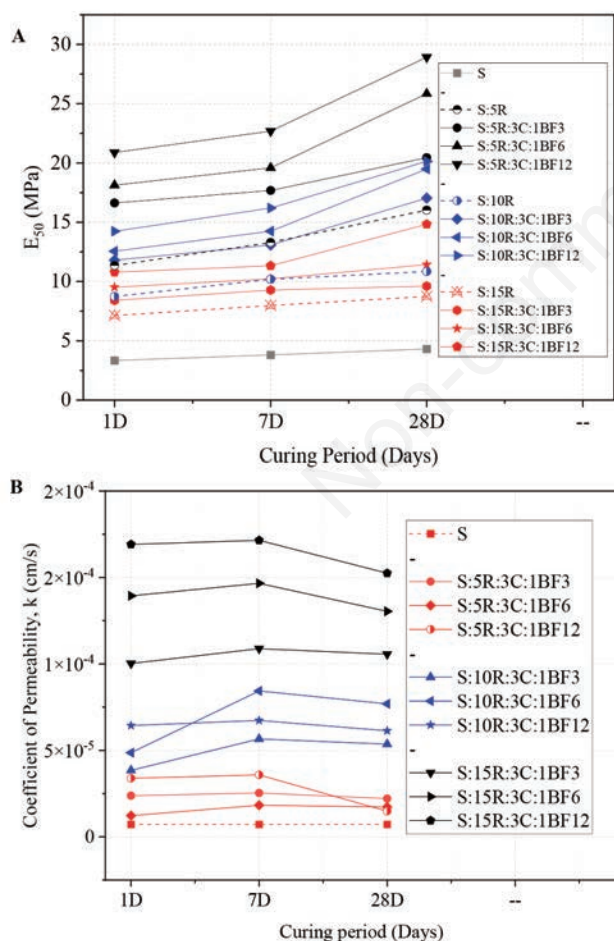 A
30
25
20
15
10
5
0
E50 (MPa)
S
-
S:5R
S:5R:3C:1BF3
S:5R:3C:1BF6
S:5R:3C:1BF12
-
S:10R
S:10R:3C:1BF3
S:10R:3C:1BF6
S:10R:3C:1BF12
-
S:15R
S:15R:3C:1BF3
S:15R:3C:1BF6
S:15R:3C:1BF12
1D 7D 28D --
Curing Period (Days)
B
2×10⁻⁴
2×10⁻⁴
1×10⁻⁴
5×10⁻⁵
0
Coefficient of Permeability, k (cm/s)
S
-
S:5R:3C:1BF3
S:5R:3C:1BF6
S:5R:3C:1BF12
-
S:10R:3C:1BF3
S:10R:3C:1BF6
S:10R:3C:1BF12
-
S:15R:3C:1BF3
S:15R:3C:1BF6
S:15R:3C:1BF12
1D 7D 28D --
Curing period (Days)